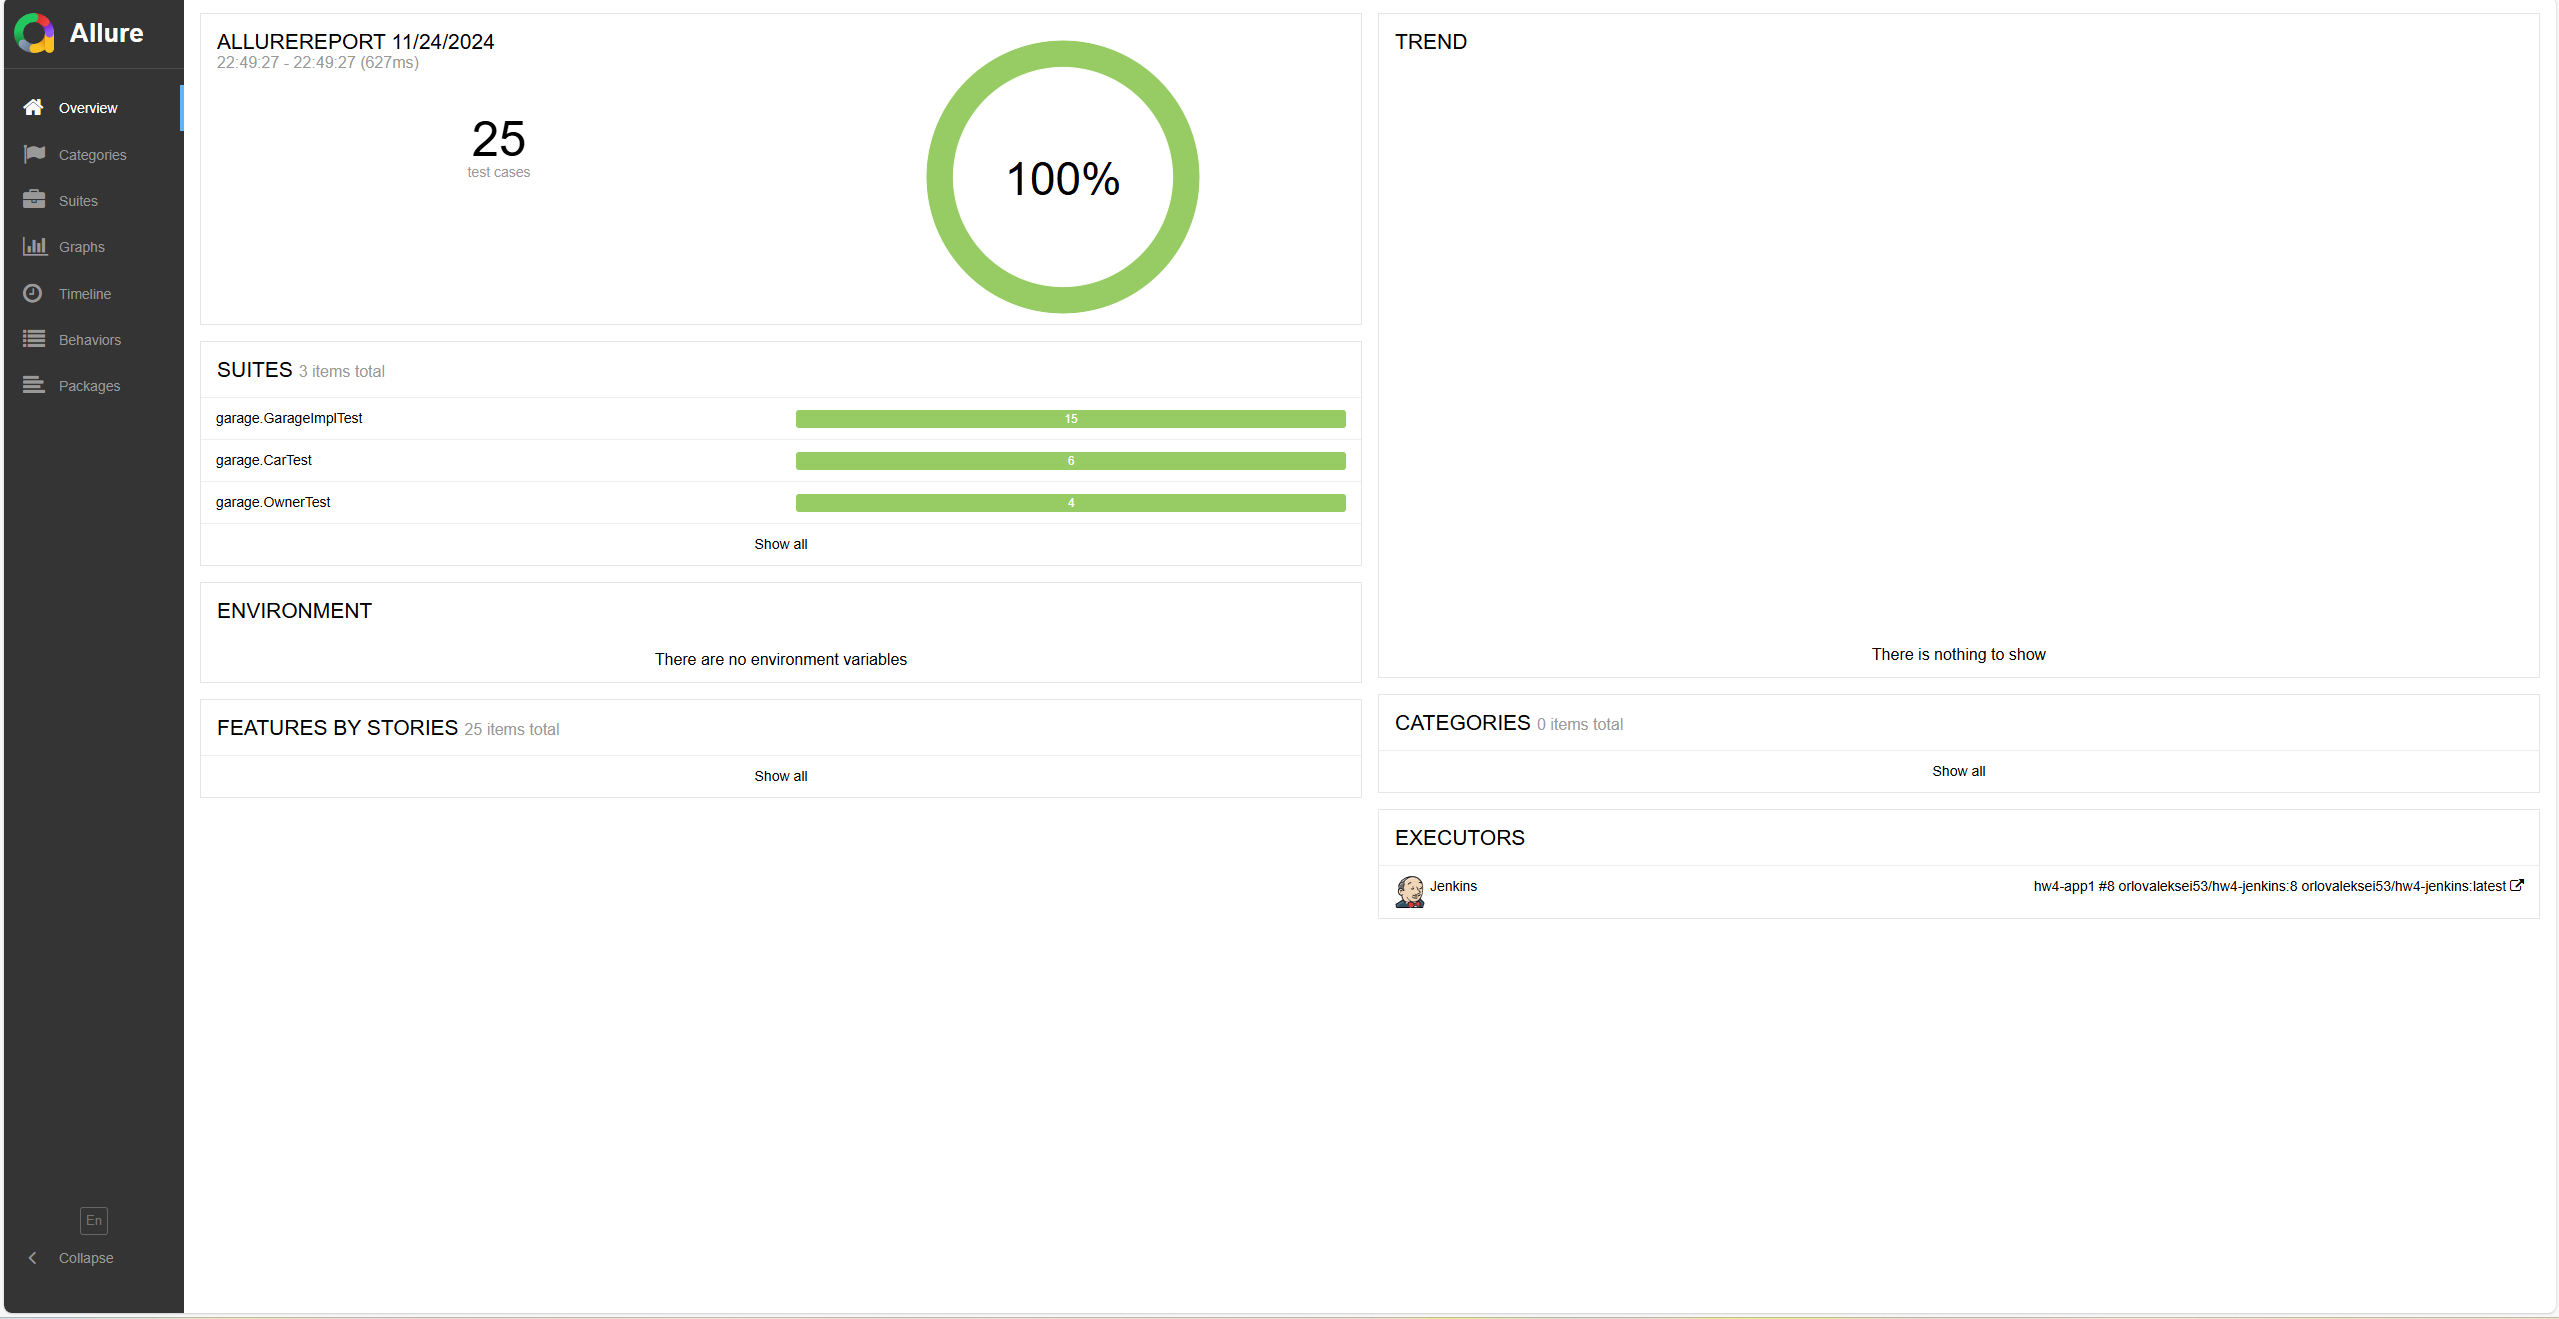 Allure
Overview
Categories
Suites
Graphs
Timeline
Behaviors
Packages
En
Collapse
ALLUREREPORT 11/24/2024
22:49:27 - 22:49:27 (627ms)
25
test cases
100%
SUITES 3 items total
garage.GarageImplTest 15
garage.CarTest 6
garage.OwnerTest 4
Show all
ENVIRONMENT
There are no environment variables
FEATURES BY STORIES 25 items total
Show all
TREND
There is nothing to show
CATEGORIES 0 items total
Show all
EXECUTORS
Jenkins hw4-app1 #8 orlovaleksei53/hw4-jenkins:8 orlovaleksei53/hw4-jenkins:latest